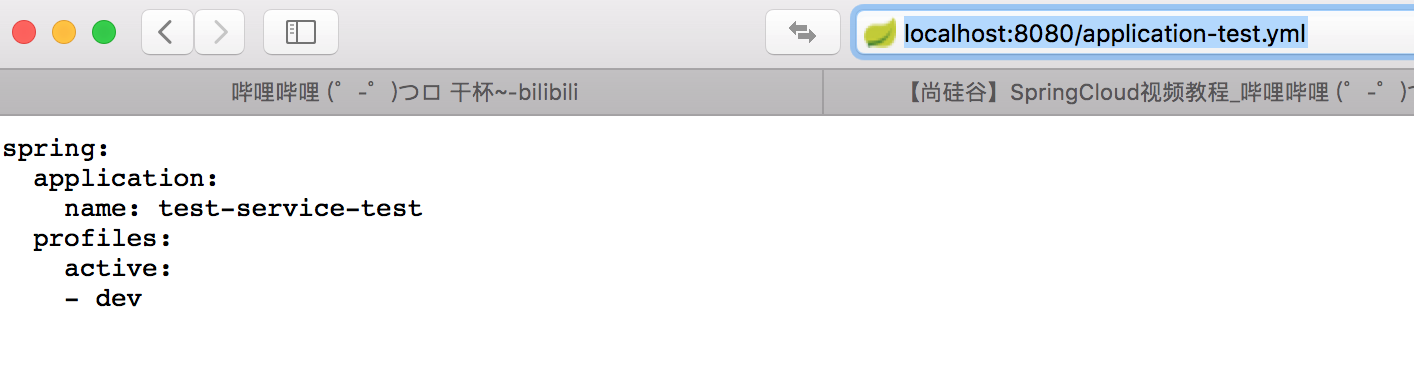 localhost:8080/application-test.yml
哔哩哔哩 (゜-゜)つロ 干杯~-bilibili
【尚硅谷】SpringCloud视频教程_哔哩哔哩 (゜-゜)つ
spring:
  application:
    name: test-service-test
  profiles:
    active:
    - dev